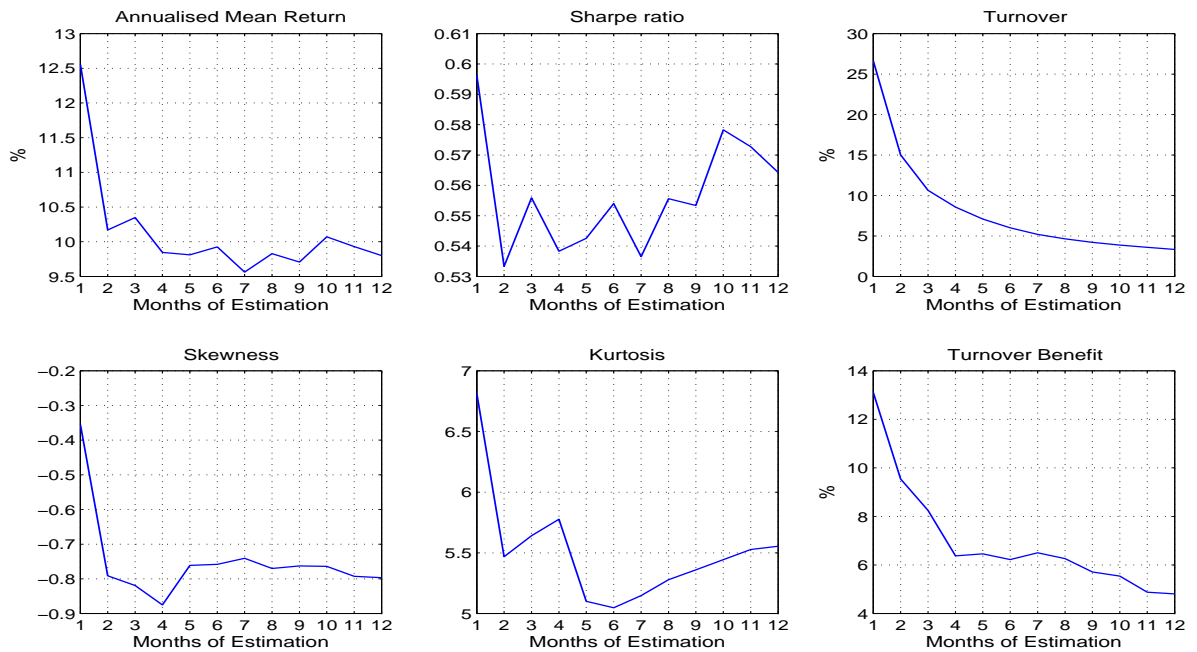 Annualised Mean Return
13
12.5
12
11.5
11
10.5
10
9.5
%
1 2 3 4 5 6 7 8 9 10 11 12
Months of Estimation
Sharpe ratio
0.61
0.6
0.59
0.58
0.57
0.56
0.55
0.54
0.53
1 2 3 4 5 6 7 8 9 10 11 12
Months of Estimation
Turnover
30
25
20
15
10
5
0
%
1 2 3 4 5 6 7 8 9 10 11 12
Months of Estimation
Skewness
−0.2
−0.3
−0.4
−0.5
−0.6
−0.7
−0.8
−0.9
1 2 3 4 5 6 7 8 9 10 11 12
Months of Estimation
Kurtosis
7
6.5
6
5.5
5
1 2 3 4 5 6 7 8 9 10 11 12
Months of Estimation
Turnover Benefit
14
12
10
8
6
4
%
1 2 3 4 5 6 7 8 9 10 11 12
Months of Estimation